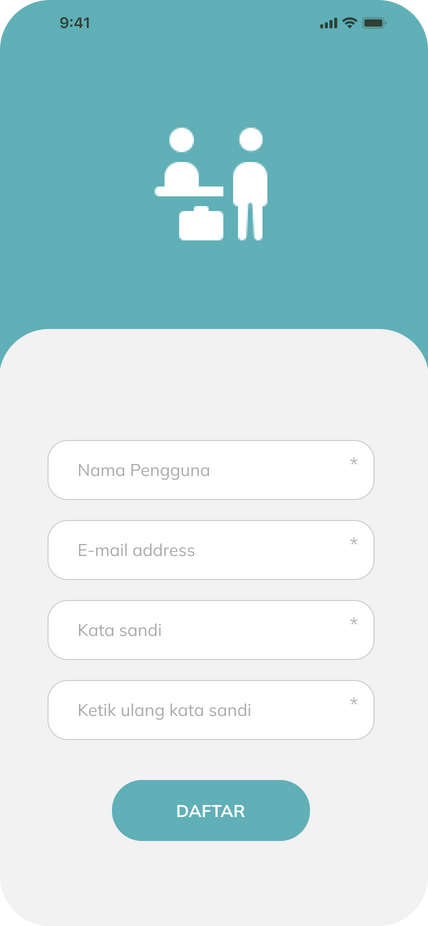 9:41
Nama Pengguna *
E-mail address *
Kata sandi *
Ketik ulang kata sandi *
DAFTAR